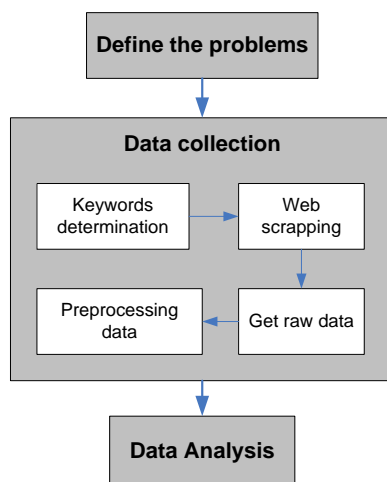 Define the problems
Data collection
Keywords
determination
Web
scrapping
Get raw data
Preprocessing
data
Data Analysis